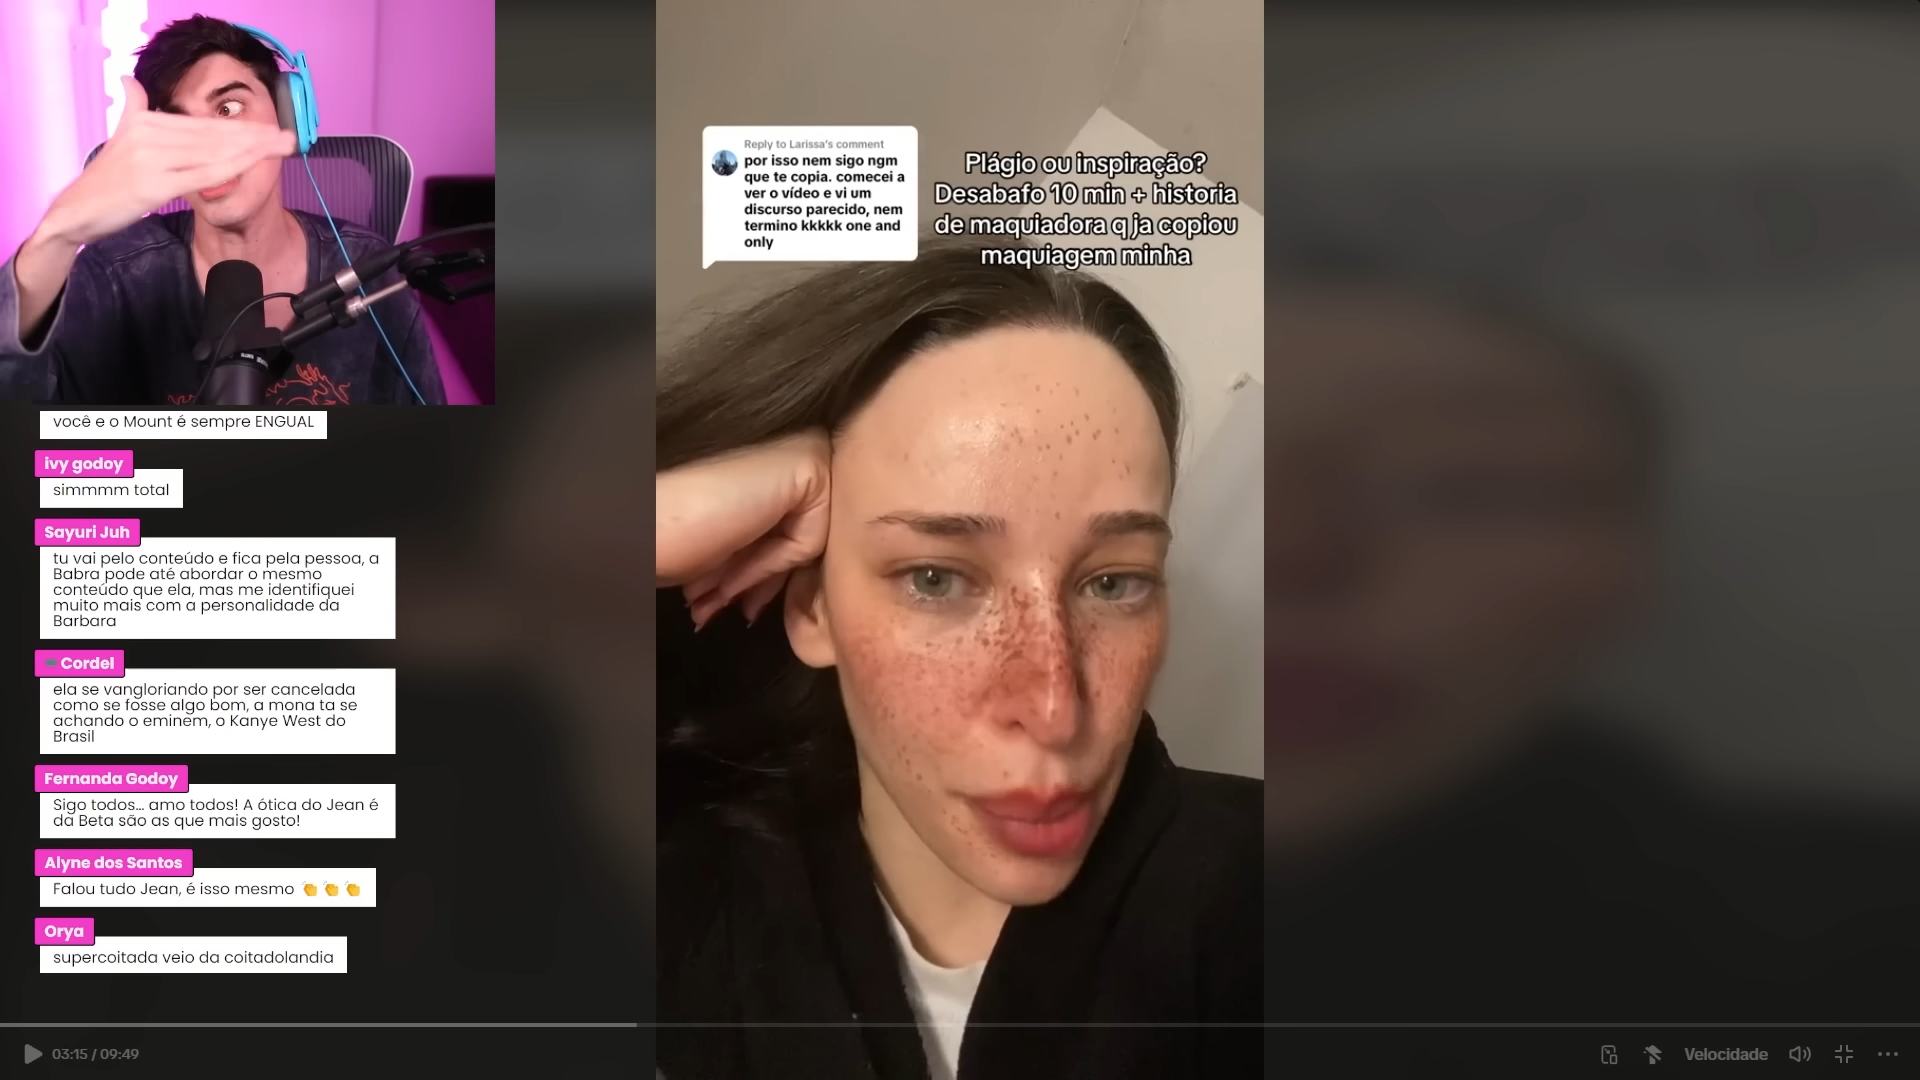 Reply to Larissa's comment
por isso nem sigo ngm
que te copia. comecei a
ver o vídeo e vi um
discurso parecido, nem
termino kkkkk one and
only
Plágio ou inspiração?
Desabafo 10 min + historia
de maquiadora q ja copiou
maquiagem minha
você e o Mount é sempre ENGUAL
ivy godoy
simmmm total
Sayuri Juh
tu vai pelo conteúdo e fica pela pessoa, a
Babra pode até abordar o mesmo
conteúdo que ela, mas me identifiquei
muito mais com a personalidade da
Barbara
Cordel
ela se vangloriando por ser cancelada
como se fosse algo bom, a mona ta se
achando o eminem, o Kanye West do
Brasil
Fernanda Godoy
Sigo todos... amo todos! A ótica do Jean é
da Beta são as que mais gosto!
Alyne dos Santos
Falou tudo Jean, é isso mesmo 👏 👏 👏
Orya
supercoitada veio da coitadolandia
03:15 / 09:49
Velocidade